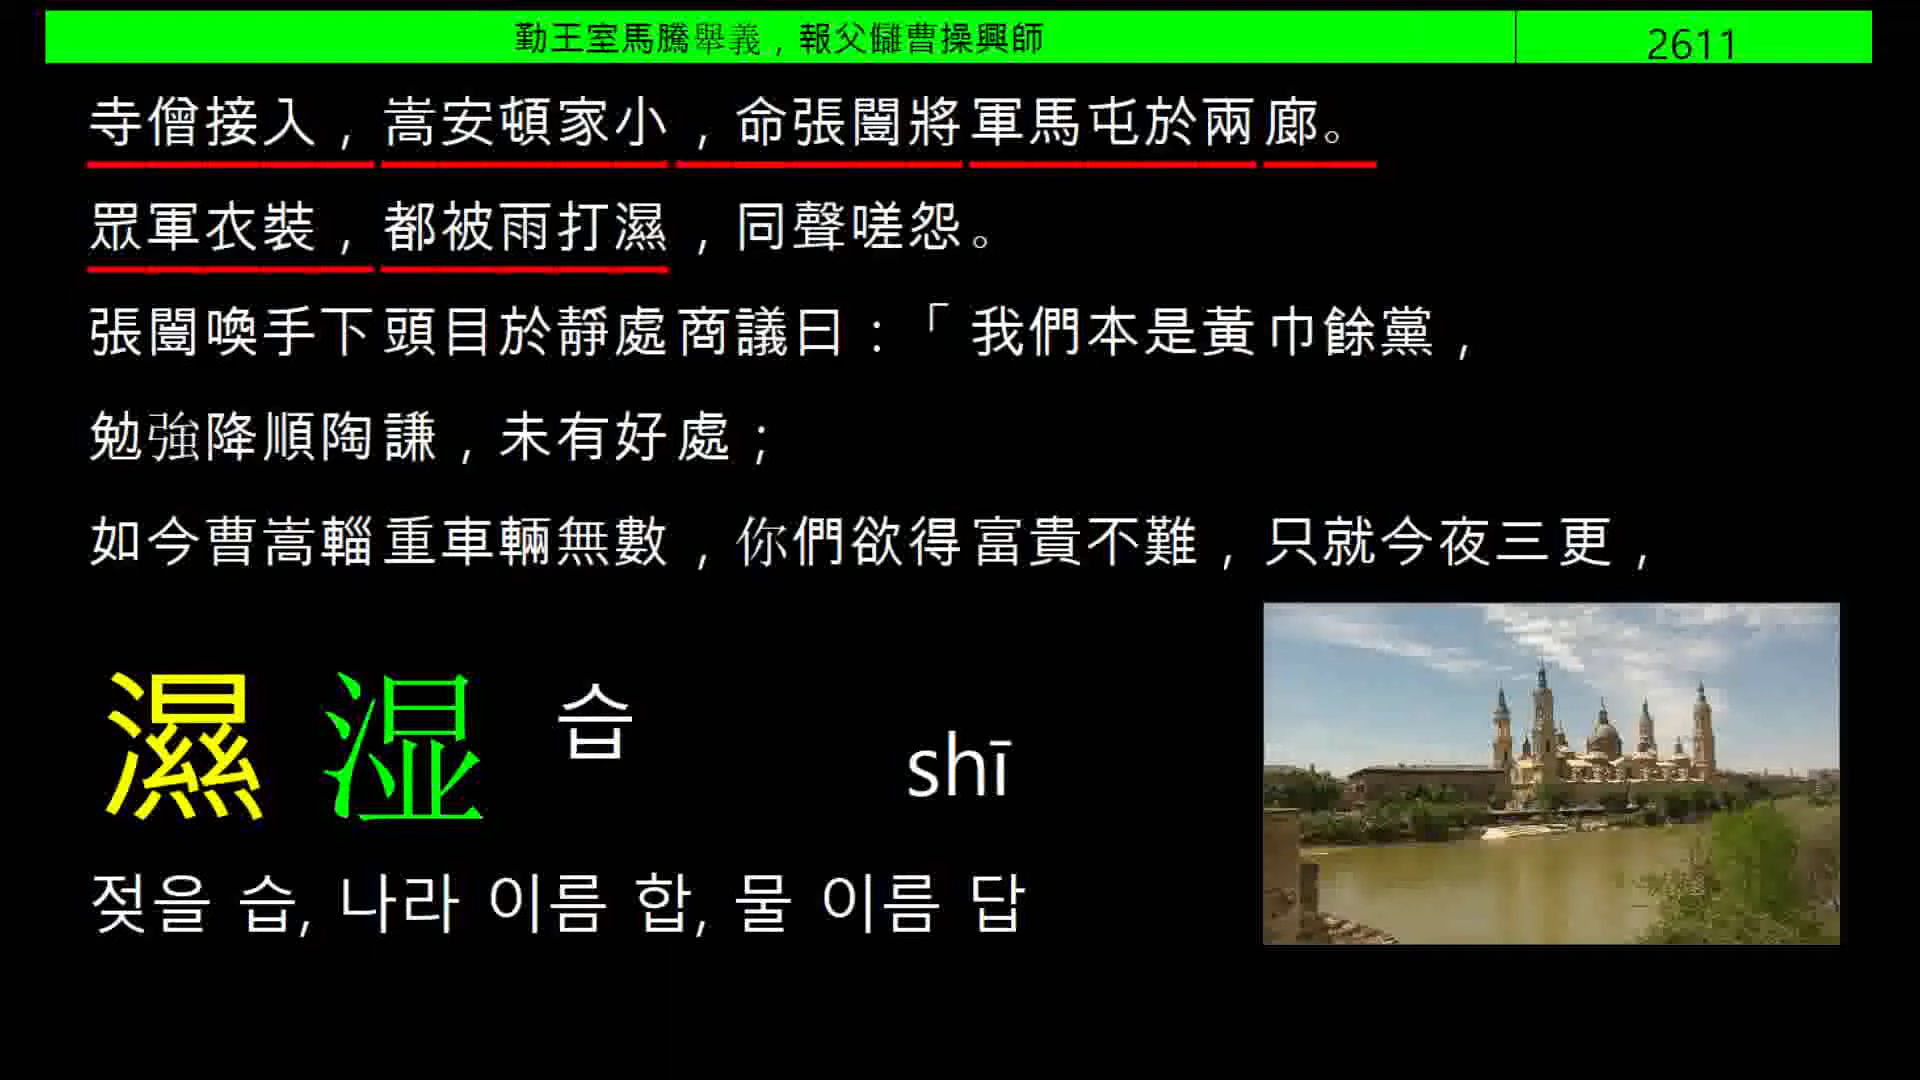 勤王室馬騰舉義，報父讎曹操興師
2611
寺僧接入，嵩安頓家小，命張闓將軍馬屯於兩廊。
眾軍衣裝，都被雨打濕，同聲嗟怨。
張闓喚手下頭目於靜處商議曰：「我們本是黃巾餘黨，
勉強降順陶謙，未有好處；
如今曹嵩輜重車輛無數，你們欲得富貴不難，只就今夜三更，
濕 湿 습 shī
젖을 습, 나라 이름 합, 물 이름 답